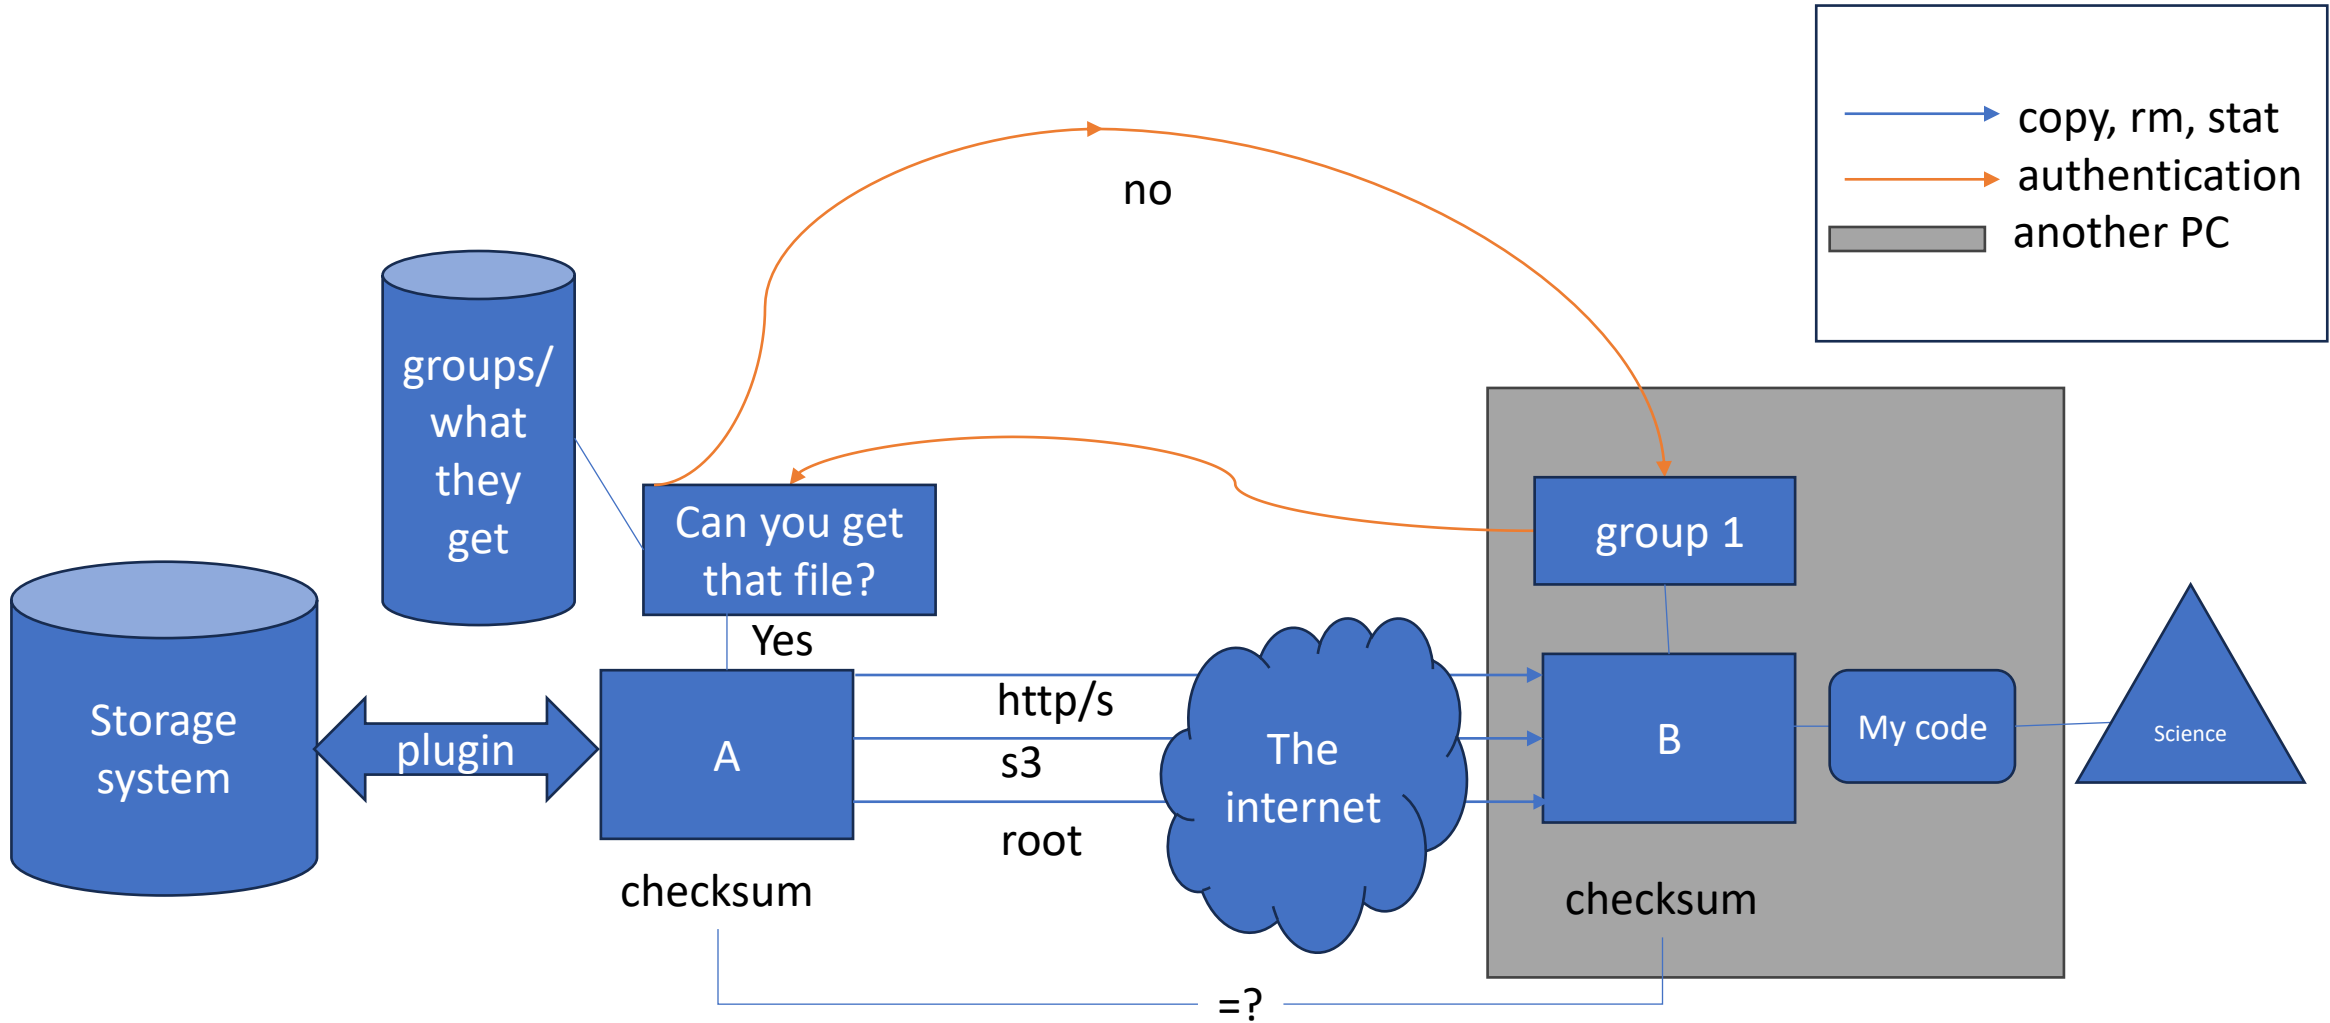 copy, rm, stat
authentication
another PC
no
groups/
what
they
get
Can you get
that file?
group 1
Yes
Storage
system
plugin
A
http/s
s3
root
The
internet
B
My code
Science
checksum
checksum
=?